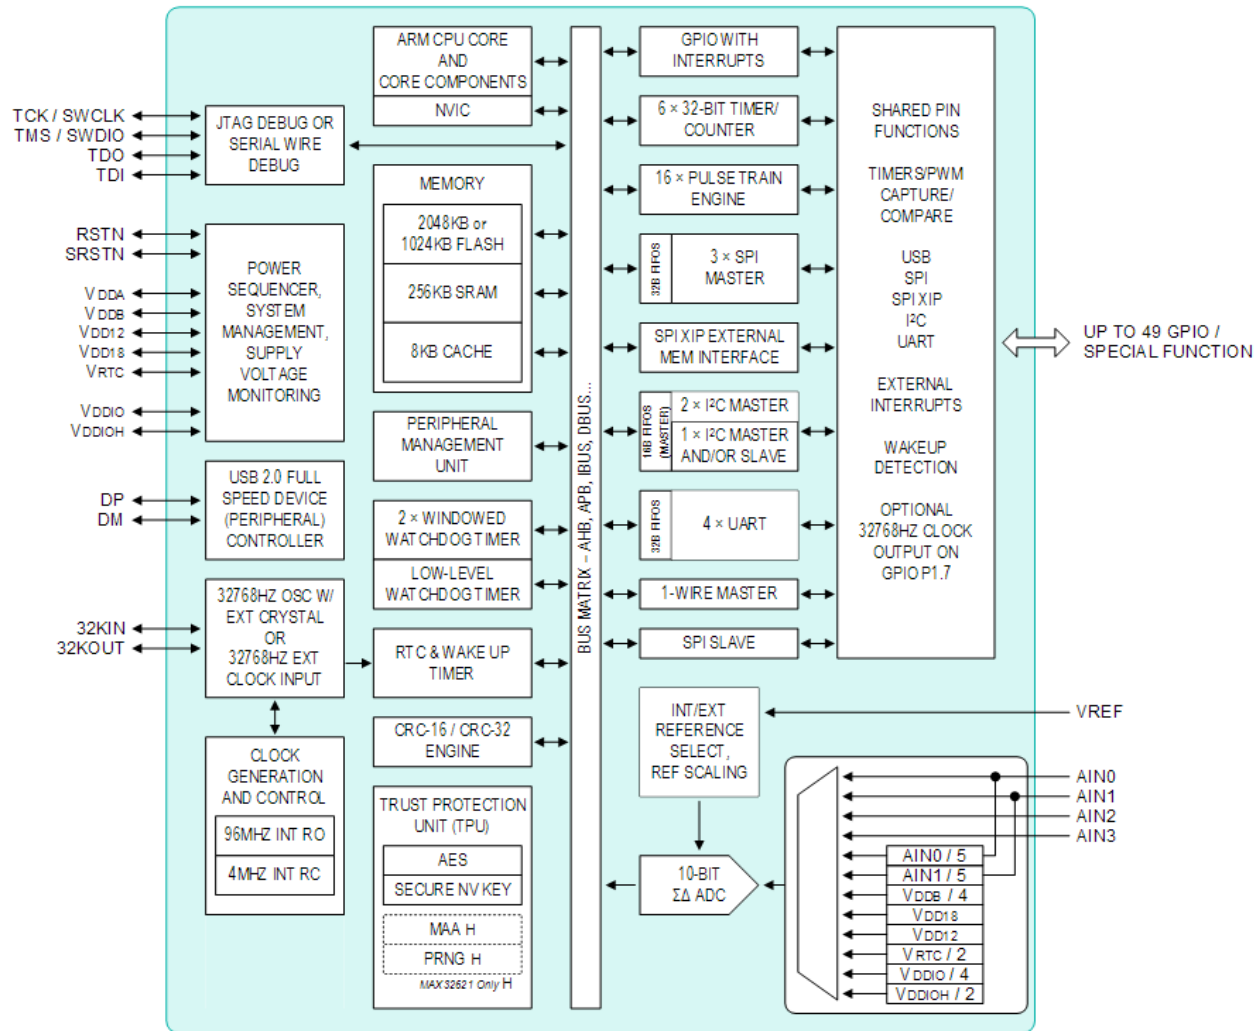 TCK / SWCLK
TMS / SWDIO
TDO
TDI
RSTN
SRSTN
VDDA
VDDB
VDD12
VDD18
VRTC
VDDIO
VDDIOH
DP
DM
32KIN
32KOUT
JTAG DEBUG OR
SERIAL WIRE
DEBUG
POWER
SEQUENCER,
SYSTEM
MANAGEMENT,
SUPPLY
VOLTAGE
MONITORING
USB 2.0 FULL
SPEED DEVICE
(PERIPHERAL)
CONTROLLER
32768HZ OSC W/
EXT CRYSTAL
OR
32768HZ EXT
CLOCK INPUT
CLOCK
GENERATION
AND CONTROL
96MHZ INT RO
4MHZ INT RC
ARM CPU CORE
AND
CORE COMPONENTS
NVIC
MEMORY
2048KB or
1024KB FLASH
256KB SRAM
8KB CACHE
PERIPHERAL
MANAGEMENT
UNIT
2 × WINDOWED
WATCHDOG TIMER
LOW-LEVEL
WATCHDOG TIMER
RTC & WAKE UP
TIMER
CRC-16 / CRC-32
ENGINE
TRUST PROTECTION
UNIT (TPU)
AES
SECURE NV KEY
MAA H
PRNG H
MAX32621 Only H
BUS MATRIX – AHB, APB, IBUS, DBUS...
GPIO WITH
INTERRUPTS
6 × 32-BIT TIMER/
COUNTER
16 × PULSE TRAIN
ENGINE
32B FIFOS
3 × SPI
MASTER
SPI XIP EXTERNAL
MEM INTERFACE
16B FIFOS
(MASTER)
2 × I²C MASTER
1 × I²C MASTER
AND/OR SLAVE
32B FIFOS
4 × UART
1-WIRE MASTER
SPI SLAVE
INT/EXT
REFERENCE
SELECT,
REF SCALING
10-BIT
ΣΔ ADC
SHARED PIN
FUNCTIONS
TIMERS/PWM
CAPTURE/
COMPARE
USB
SPI
SPI XIP
I²C
UART
EXTERNAL
INTERRUPTS
WAKEUP
DETECTION
OPTIONAL
32768HZ CLOCK
OUTPUT ON
GPIO P1.7
UP TO 49 GPIO /
SPECIAL FUNCTION
VREF
AIN0
AIN1
AIN2
AIN3
AIN0 / 5
AIN1 / 5
VDDB / 4
VDD18
VDD12
VRTC / 2
VDDIO / 4
VDDIOH / 2